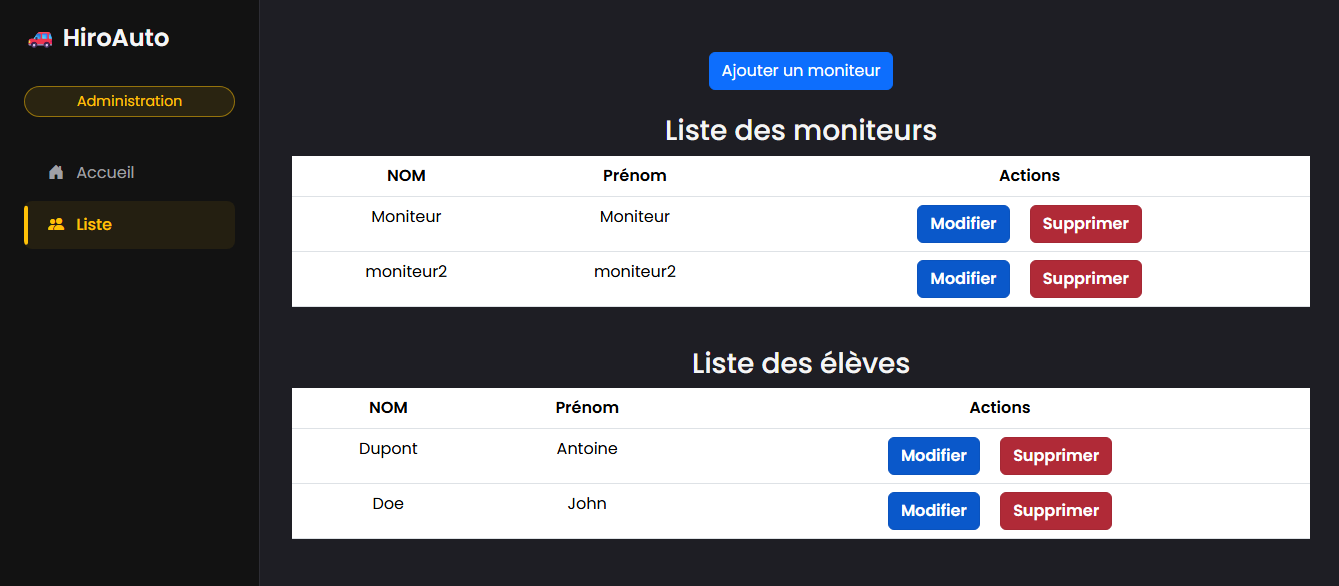 HiroAuto
Administration
Accueil
Liste
Ajouter un moniteur
Liste des moniteurs
NOM Prénom Actions
Moniteur Moniteur Modifier Supprimer
moniteur2 moniteur2 Modifier Supprimer
Liste des élèves
NOM Prénom Actions
Dupont Antoine Modifier Supprimer
Doe John Modifier Supprimer